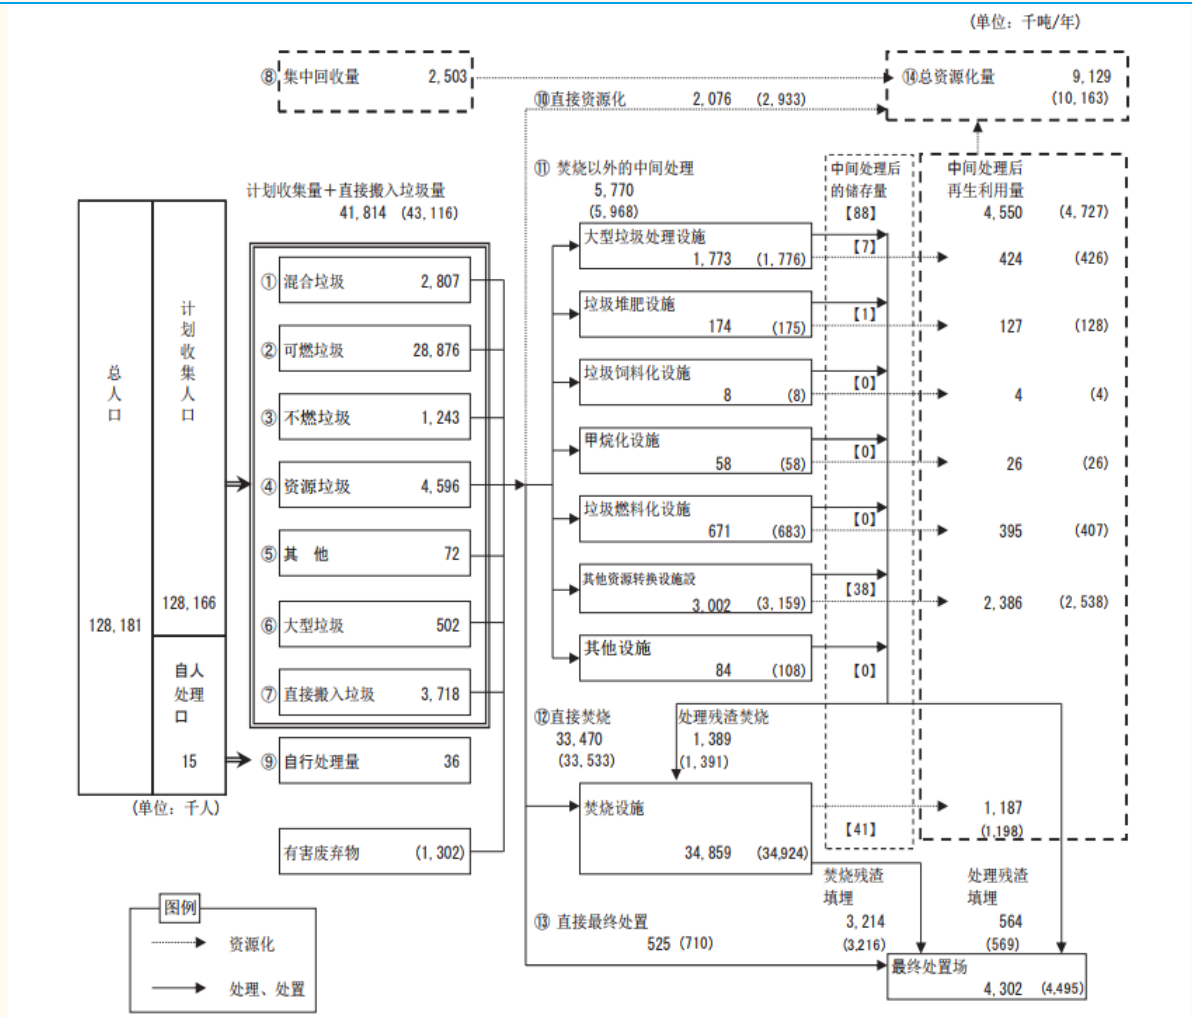 (单位：千吨/年)
⑧ 集中回收量 2,503
⑭总资源化量 9,129
(10,163)
⑩直接资源化 2,076 (2,933)
⑪ 焚烧以外的中间处理
5,770
(5,968)
中间处理后
的储存量
【88】
中间处理后
再生利用量
4,550 (4,727)
计划收集量＋直接搬入垃圾量
41,814 (43,116)
大型垃圾处理设施
1,773 (1,776)
【7】
424 (426)
垃圾堆肥设施
174 (175)
【1】
127 (128)
垃圾饲料化设施
8 (8)
【0】
4 (4)
甲烷化设施
58 (58)
【0】
26 (26)
垃圾燃料化设施
671 (683)
【0】
395 (407)
其他资源转换设施設
3,002 (3,159)
【38】
2,386 (2,538)
其他设施
84 (108)
【0】
① 混合垃圾 2,807
② 可燃垃圾 28,876
③ 不燃垃圾 1,243
④ 资源垃圾 4,596
⑤ 其 他 72
⑥ 大型垃圾 502
⑦ 直接搬入垃圾 3,718
⑨ 自行处理量 36
有害废弃物 (1,302)
总人口
128,181
计划收集人口
128,166
自人
处理
口
15
(单位：千人)
⑫直接焚烧
33,470
(33,533)
处理残渣焚烧
1,389
(1,391)
焚烧设施
34,859 (34,924)
【41】
1,187
(1,198)
焚烧残渣
填埋
3,214
(3,216)
处理残渣
填埋
564
(569)
⑬ 直接最终处置
525 (710)
最终处置场
4,302 (4,495)
图例
资源化
处理、处置